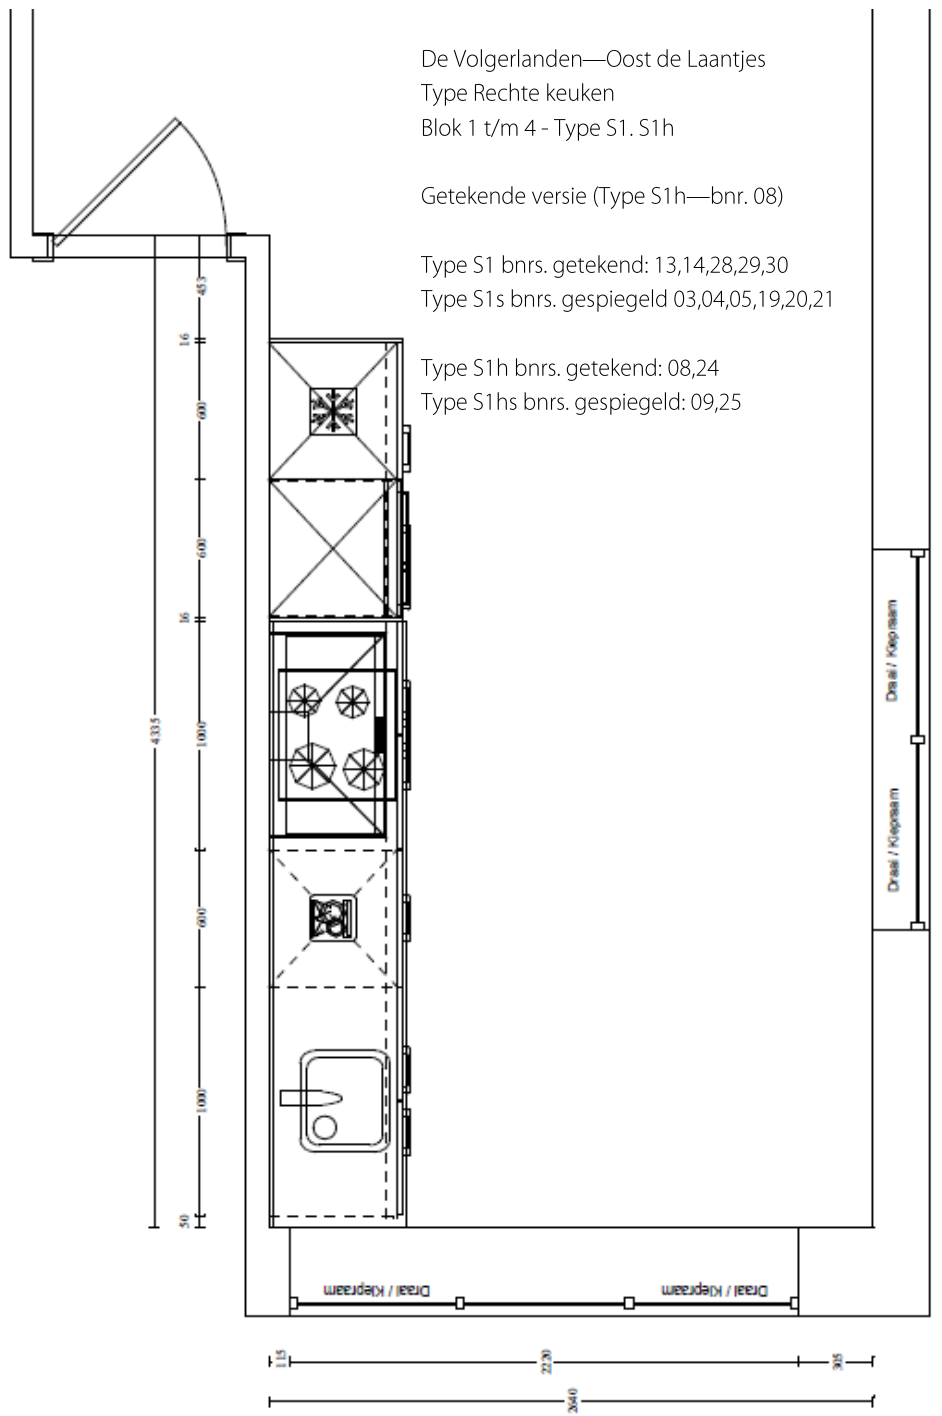 De Volgerlanden—Oost de Laantjes
Type Rechte keuken
Blok 1 t/m 4 - Type S1. S1h
Getekende versie (Type S1h—bnr. 08)
Type S1 bnrs. getekend: 13,14,28,29,30
Type S1s bnrs. gespiegeld 03,04,05,19,20,21
Type S1h bnrs. getekend: 08,24
Type S1hs bnrs. gespiegeld: 09,25
453
16
600
600
16
4335
1000
600
1000
50
Draai / Kiepraam
Draai / Kiepraam
Draai / Kiepraam
Draai / Kiepraam
115
2220
305
2640